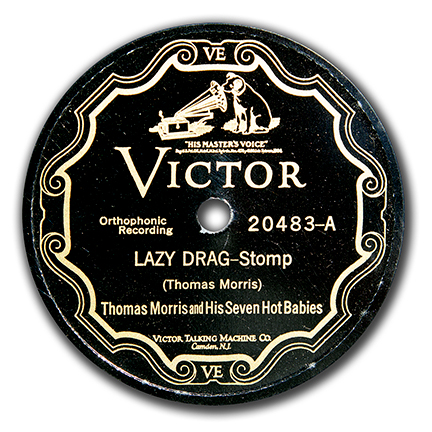 VE
"HIS MASTER'S VOICE"
VICTOR
Orthophonic
Recording
20483-A
LAZY DRAG-Stomp
(Thomas Morris)
Thomas Morris and His Seven Hot Babies
VICTOR TALKING MACHINE CO.
Camden, N.J.
VE